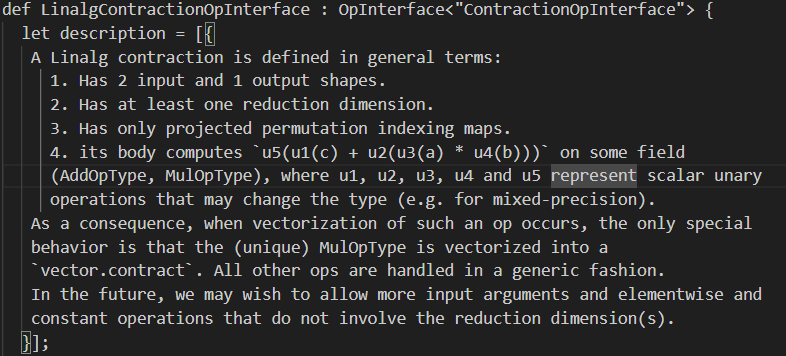 def LinalgContractionOpInterface : OpInterface<"ContractionOpInterface"> {
let description = [{
A Linalg contraction is defined in general terms:
1. Has 2 input and 1 output shapes.
2. Has at least one reduction dimension.
3. Has only projected permutation indexing maps.
4. its body computes `u5(u1(c) + u2(u3(a) * u4(b)))` on some field
(AddOpType, MulOpType), where u1, u2, u3, u4 and u5 represent scalar unary
operations that may change the type (e.g. for mixed-precision).
As a consequence, when vectorization of such an op occurs, the only special
behavior is that the (unique) MulOpType is vectorized into a
`vector.contract`. All other ops are handled in a generic fashion.
In the future, we may wish to allow more input arguments and elementwise and
constant operations that do not involve the reduction dimension(s).
}];